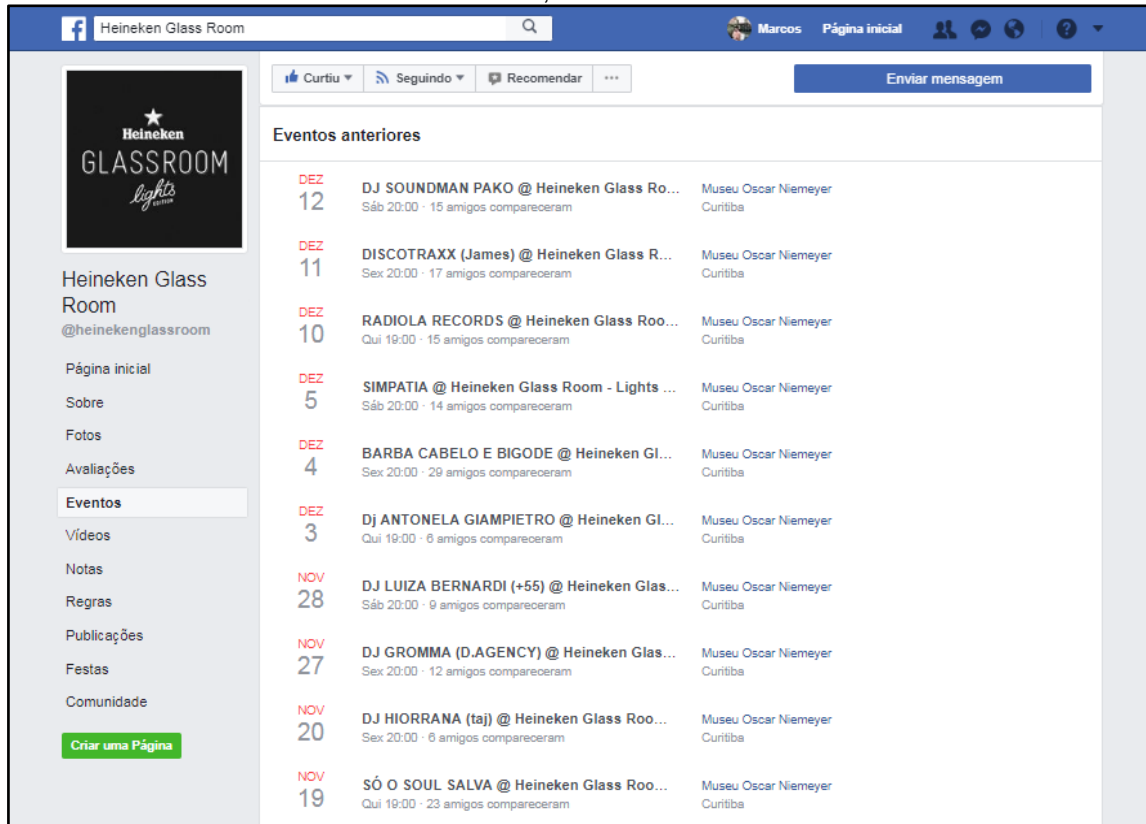 Heineken Glass Room
Marcos Página inicial
Curtiu Seguindo Recomendar ...
Enviar mensagem
Heineken
GLASSROOM
lights
EDITION
Heineken Glass
Room
@heinekenglassroom
Página inicial
Sobre
Fotos
Avaliações
Eventos
Vídeos
Notas
Regras
Publicações
Festas
Comunidade
Criar uma Página
Eventos anteriores
DEZ
12
DJ SOUNDMAN PAKO @ Heineken Glass Ro...
Sáb 20:00 · 15 amigos compareceram
Museu Oscar Niemeyer
Curitiba
DEZ
11
DISCOTRAXX (James) @ Heineken Glass R...
Sex 20:00 · 17 amigos compareceram
Museu Oscar Niemeyer
Curitiba
DEZ
10
RADIOLA RECORDS @ Heineken Glass Roo...
Qui 19:00 · 15 amigos compareceram
Museu Oscar Niemeyer
Curitiba
DEZ
5
SIMPATIA @ Heineken Glass Room - Lights ...
Sáb 20:00 · 14 amigos compareceram
Museu Oscar Niemeyer
Curitiba
DEZ
4
BARBA CABELO E BIGODE @ Heineken Gl...
Sex 20:00 · 29 amigos compareceram
Museu Oscar Niemeyer
Curitiba
DEZ
3
Dj ANTONELA GIAMPIETRO @ Heineken Gl...
Qui 19:00 · 6 amigos compareceram
Museu Oscar Niemeyer
Curitiba
NOV
28
DJ LUIZA BERNARDI (+55) @ Heineken Glas...
Sáb 20:00 · 9 amigos compareceram
Museu Oscar Niemeyer
Curitiba
NOV
27
DJ GROMMA (D.AGENCY) @ Heineken Glas...
Sex 20:00 · 12 amigos compareceram
Museu Oscar Niemeyer
Curitiba
NOV
20
DJ HIORRANA (taj) @ Heineken Glass Roo...
Sex 20:00 · 6 amigos compareceram
Museu Oscar Niemeyer
Curitiba
NOV
19
SÓ O SOUL SALVA @ Heineken Glass Roo...
Qui 19:00 · 23 amigos compareceram
Museu Oscar Niemeyer
Curitiba